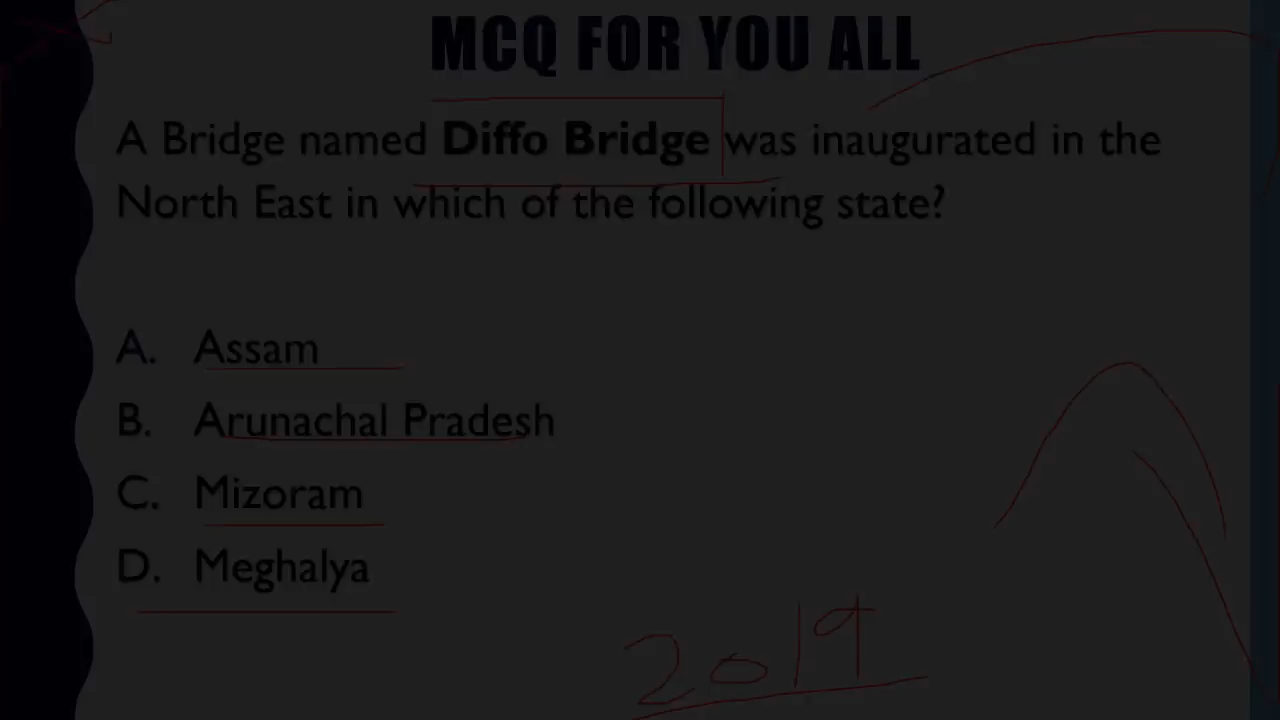 MCQ FOR YOU ALL
A Bridge named Diffo Bridge was inaugurated in the
North East in which of the following state?
A. Assam
B. Arunachal Pradesh
C. Mizoram
D. Meghalya
2019